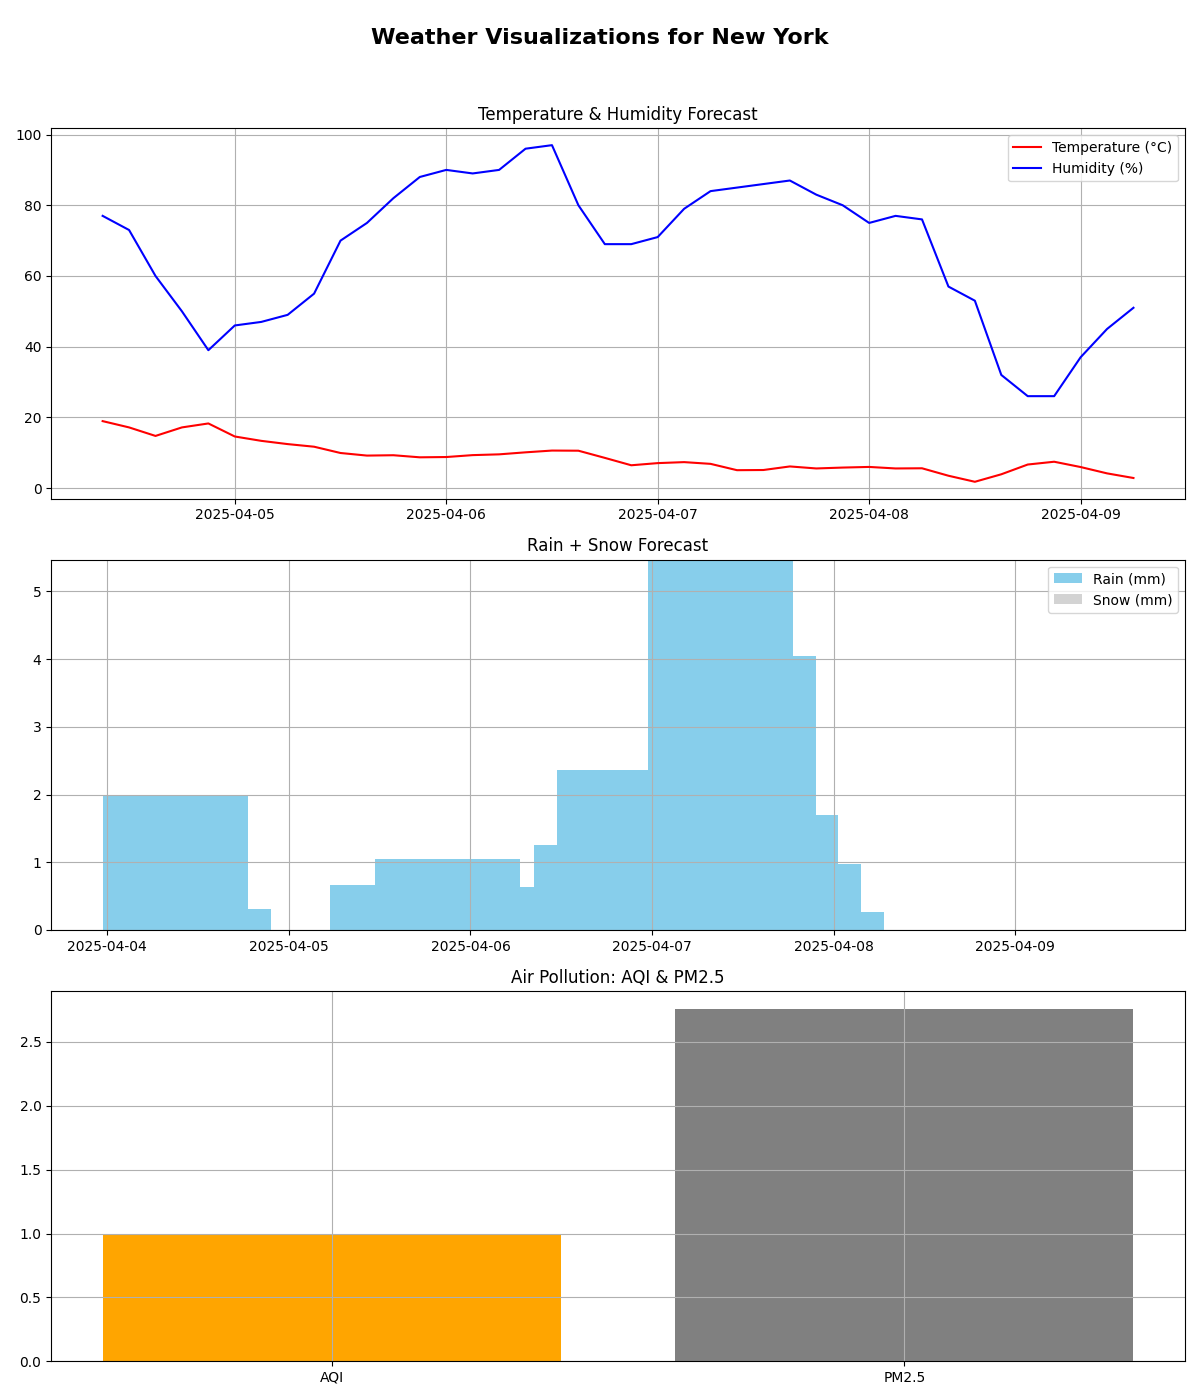 Weather Visualizations for New York
Temperature & Humidity Forecast
100
80
60
40
20
0
Temperature (°C)
Humidity (%)
2025-04-05 2025-04-06 2025-04-07 2025-04-08 2025-04-09
Rain + Snow Forecast
5
4
3
2
1
0
Rain (mm)
Snow (mm)
2025-04-04 2025-04-05 2025-04-06 2025-04-07 2025-04-08 2025-04-09
Air Pollution: AQI & PM2.5
2.5
2.0
1.5
1.0
0.5
0.0
AQI PM2.5